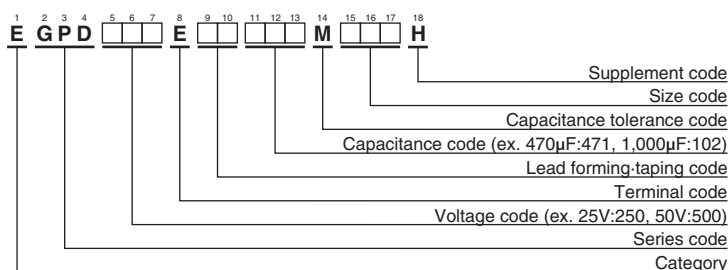 1 2 3 4 5 6 7 8 9 10 11 12 13 14 15 16 17 18
E GPD □□□ E □□ □□□ M □□□ H
Supplement code
Size code
Capacitance tolerance code
Capacitance code (ex. 470µF:471, 1,000µF:102)
Lead forming·taping code
Terminal code
Voltage code (ex. 25V:250, 50V:500)
Series code
Category